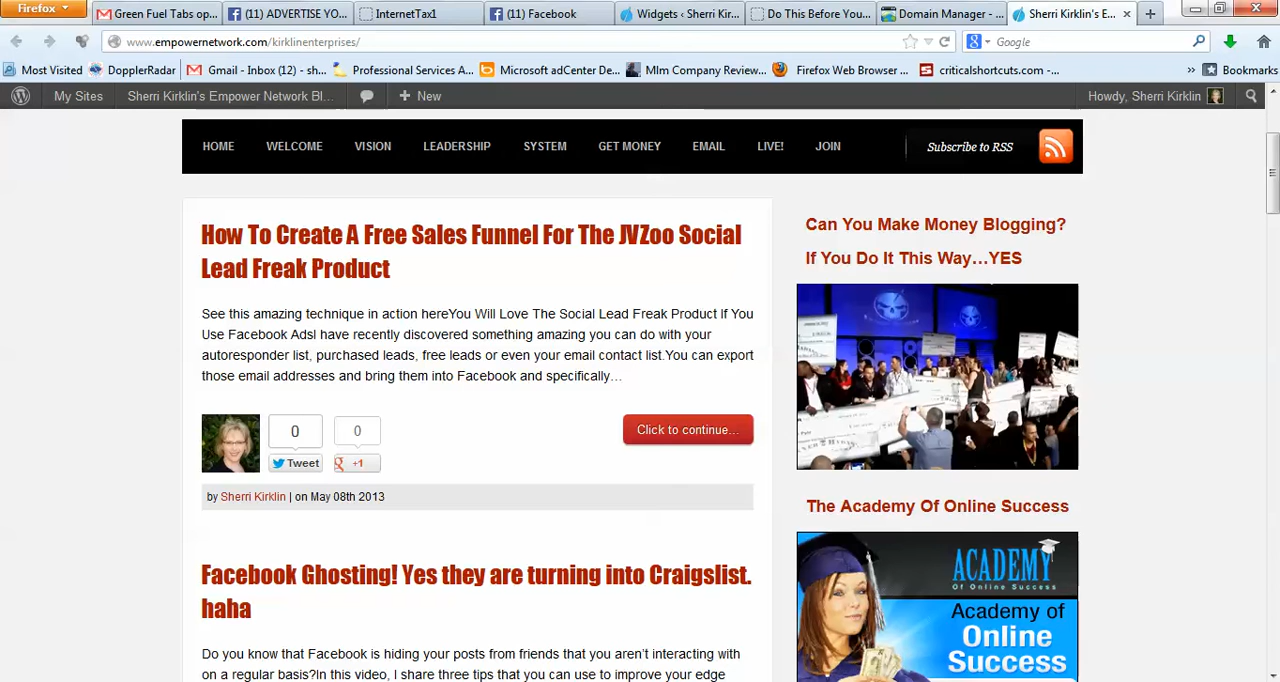 Firefox
Green Fuel Tabs op...
(11) ADVERTISE YO...
InternetTax1
(11) Facebook
Widgets ‹ Sherri Kir...
Do This Before You...
Domain Manager - ...
Sherri Kirklin's E...
www.empowernetwork.com/kirklinenterprises/
Google
Most Visited
DopplerRadar
Gmail - Inbox (12) - sh...
Professional Services A...
Microsoft adCenter De...
Mlm Company Review...
Firefox Web Browser ...
criticalshortcuts.com -...
»
Bookmarks
My Sites
Sherri Kirklin's Empower Network Bl...
+ New
Howdy, Sherri Kirklin
HOME
WELCOME
VISION
LEADERSHIP
SYSTEM
GET MONEY
EMAIL
LIVE!
JOIN
Subscribe to RSS
How To Create A Free Sales Funnel For The JVZoo Social
Lead Freak Product
See this amazing technique in action hereYou Will Love The Social Lead Freak Product If You
Use Facebook AdsI have recently discovered something amazing you can do with your
autoresponder list, purchased leads, free leads or even your email contact list.You can export
those email addresses and bring them into Facebook and specifically…
0
0
Tweet
+1
Click to continue...
by Sherri Kirklin | on May 08th 2013
Facebook Ghosting! Yes they are turning into Craigslist.
haha
Do you know that Facebook is hiding your posts from friends that you aren't interacting with
on a regular basis?In this video, I share three tips that you can use to improve your edge
Can You Make Money Blogging?
If You Do It This Way…YES
The Academy Of Online Success
ACADEMY
Of Online Success
Academy of
Online
Success